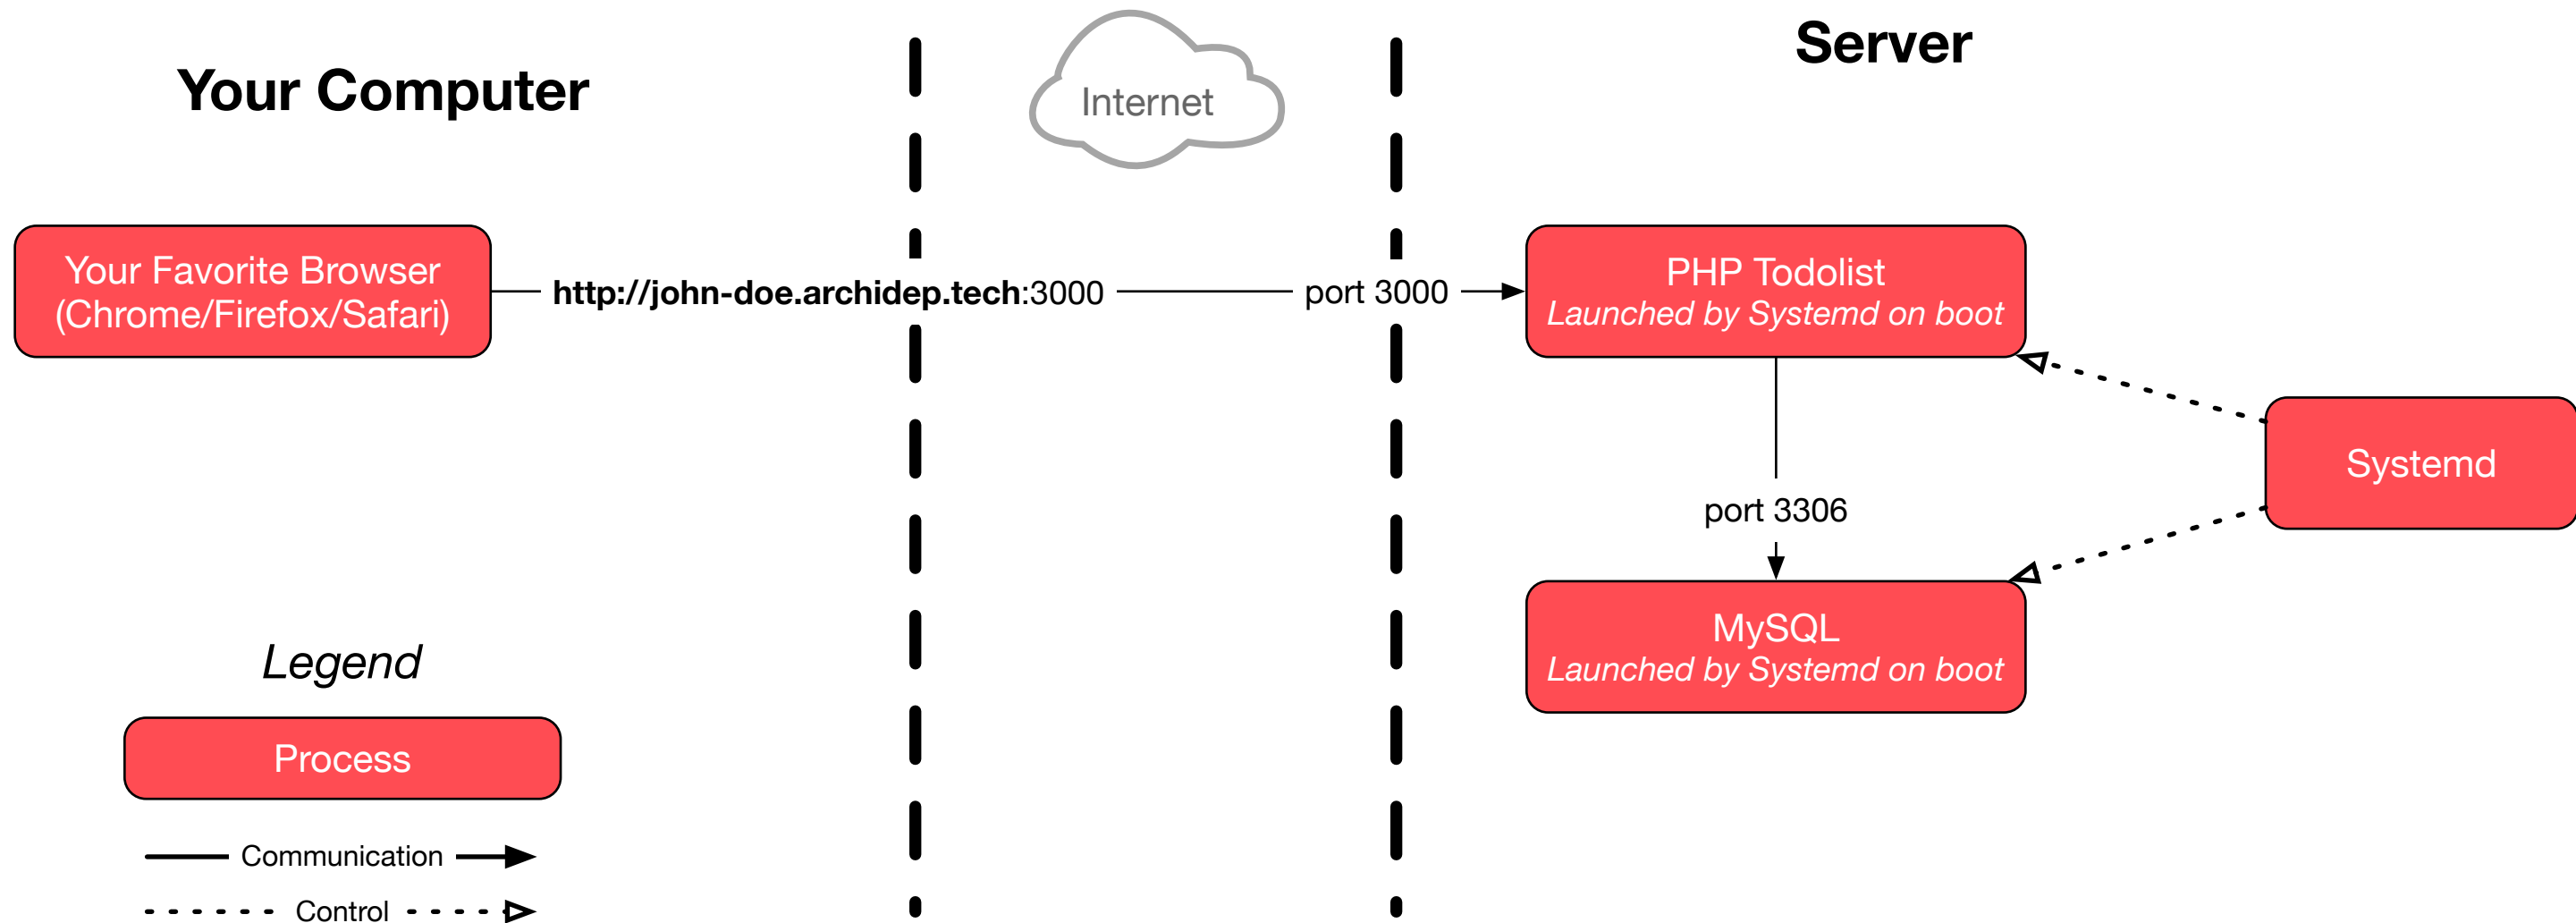 Your Computer
Internet
Server
Your Favorite Browser
(Chrome/Firefox/Safari)
http://john-doe.archidep.tech:3000
port 3000
PHP Todolist
Launched by Systemd on boot
Systemd
port 3306
MySQL
Launched by Systemd on boot
Legend
Process
Communication
Control